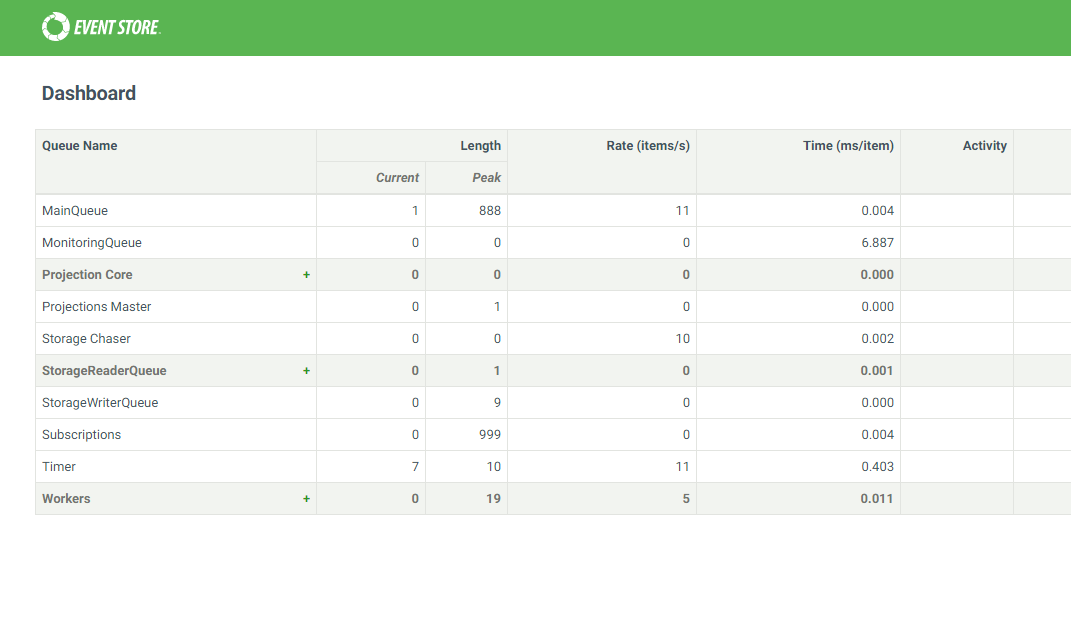 EVENT STORE
Dashboard
Queue Name Length Rate (items/s) Time (ms/item) Activity
Current Peak
MainQueue 1 888 11 0.004
MonitoringQueue 0 0 0 6.887
Projection Core + 0 0 0 0.000
Projections Master 0 1 0 0.000
Storage Chaser 0 0 10 0.002
StorageReaderQueue + 0 1 0 0.001
StorageWriterQueue 0 9 0 0.000
Subscriptions 0 999 0 0.004
Timer 7 10 11 0.403
Workers + 0 19 5 0.011